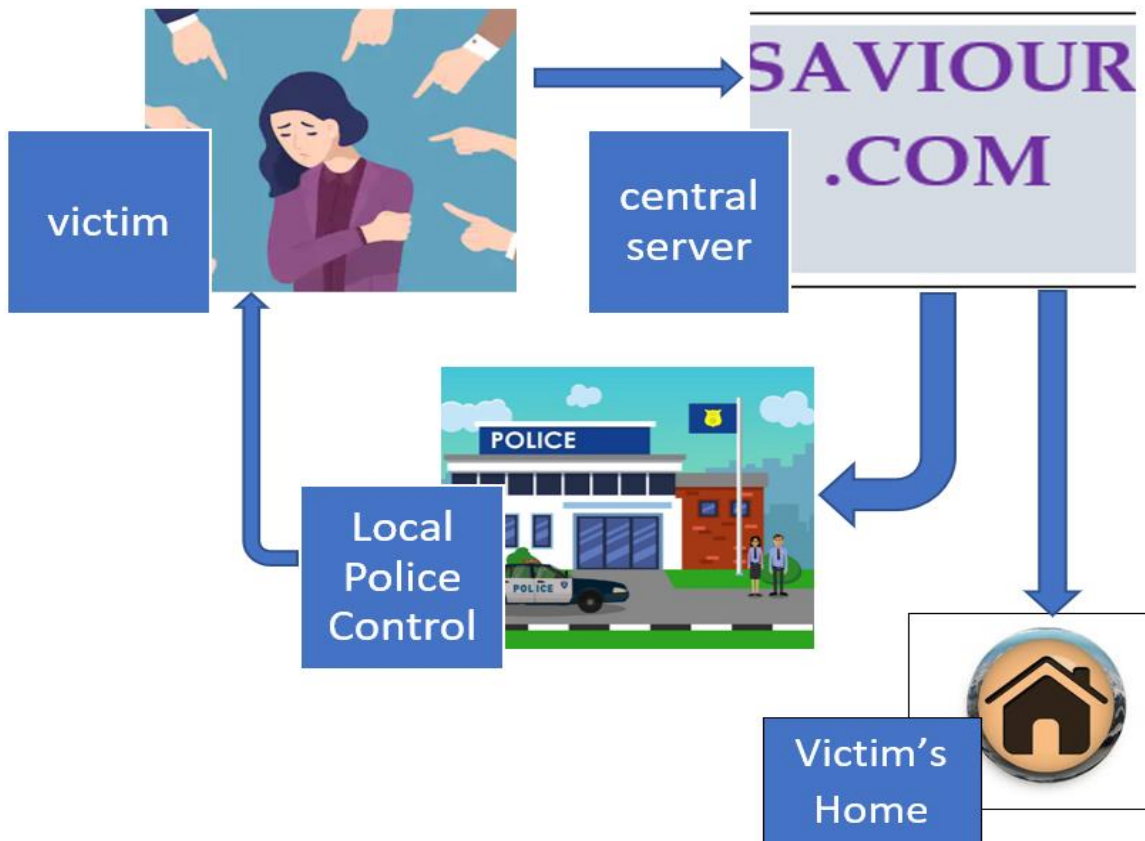 victim
SAVIOUR
.COM
central
server
POLICE
Local
Police
Control
POLICE
Victim’s
Home